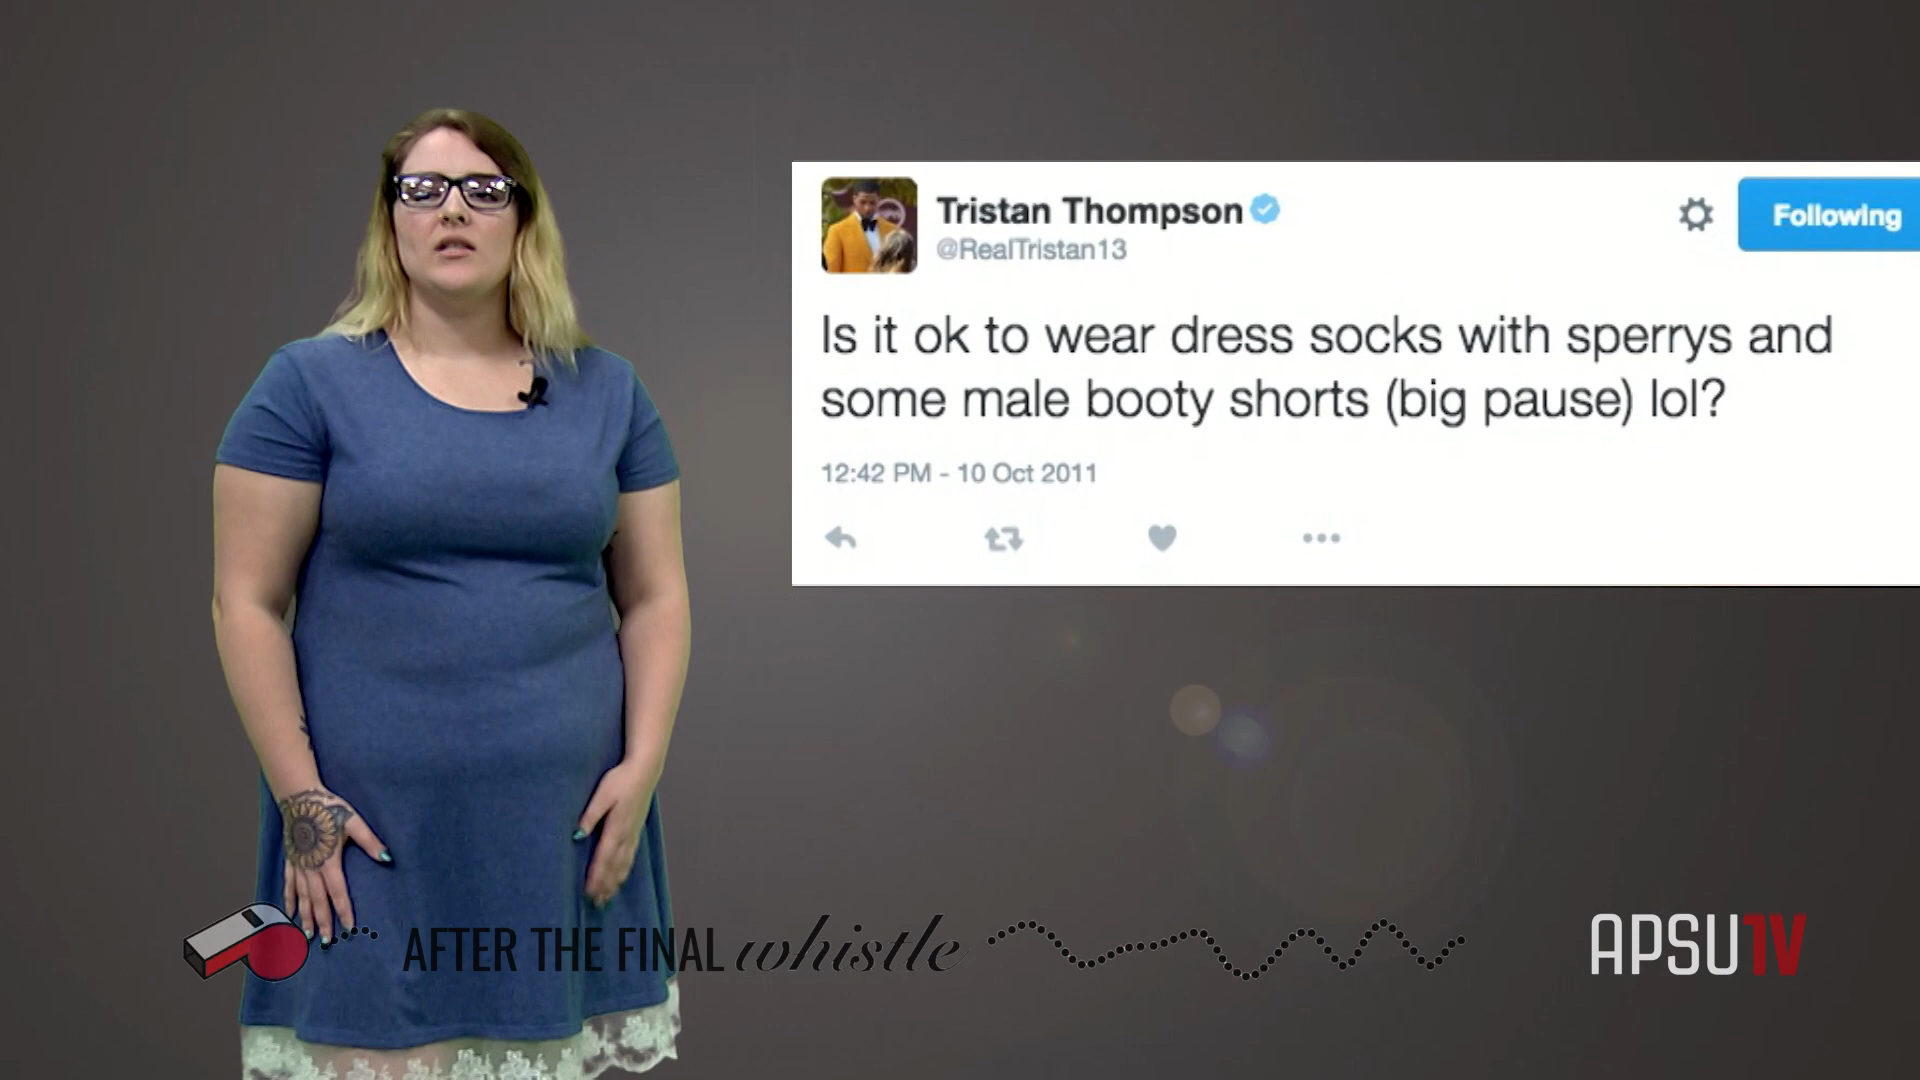 Tristan Thompson
@RealTristan13
Following
Is it ok to wear dress socks with sperrys and
some male booty shorts (big pause) lol?
12:42 PM - 10 Oct 2011
AFTER THE FINAL whistle
APSUTV